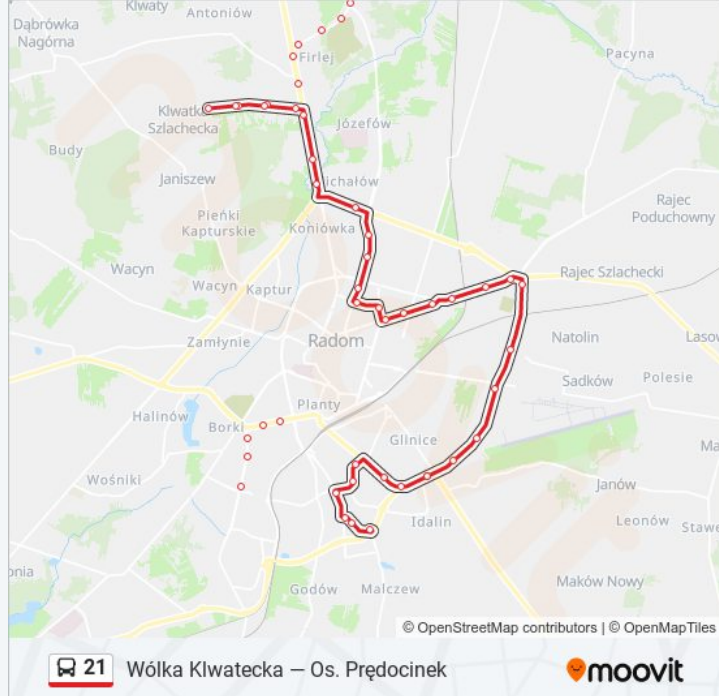 Klwaty
Antoniów
Dąbrówka
Nagórna
Firlej
Pacyna
Klwatka
Szlachecka
Józefów
Budy
Janiszew
Michałów
Rajec
Poduchowny
Pieńki
Kapturskie
Koniówka
Wacyn
Rajec Szlachecki
Wacyn
Kaptur
Zamłynie
Radom
Natolin
Lasow
Sadków
Polesie
Planty
Halinów
Borki
Glinice
Ma
Wośniki
Janów
Idalin
Leonów
Stawe
onia
Godów
Malczew
Maków Nowy
© OpenStreetMap contributors | © OpenMapTiles
21
Wólka Klwatecka — Os. Prędocinek
moovit